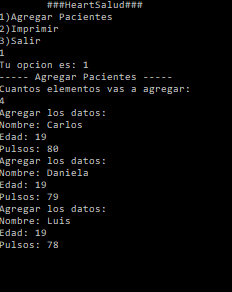 ###HeartSalud###
1)Agregar Pacientes
2)Imprimir
3)Salir
1
Tu opcion es: 1
----- Agregar Pacientes -----
Cuantos elementos vas a agregar:
4
Agregar los datos:
Nombre: Carlos
Edad: 19
Pulsos: 80
Agregar los datos:
Nombre: Daniela
Edad: 19
Pulsos: 79
Agregar los datos:
Nombre: Luis
Edad: 19
Pulsos: 78